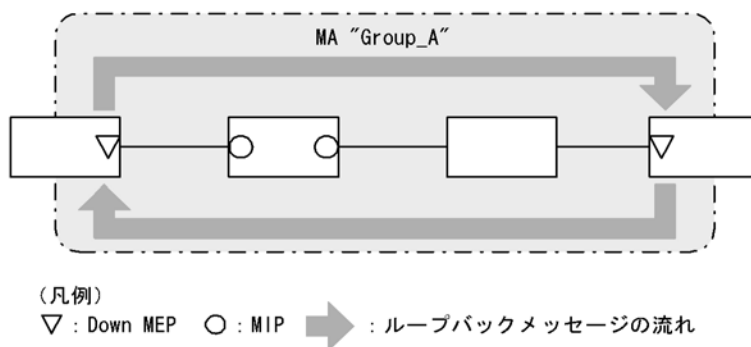 MA "Group_A"
(凡例)
▽ : Down MEP ○ : MIP : ループバックメッセージの流れ